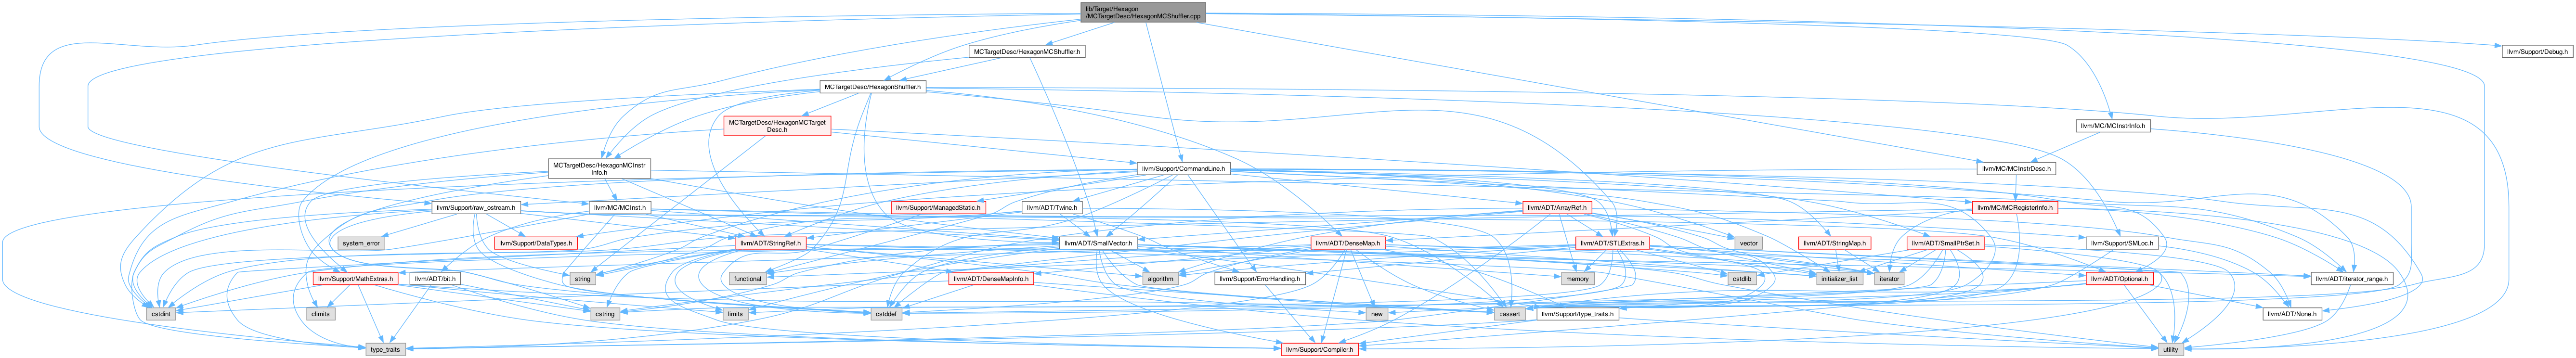 lib/Target/Hexagon
/MCTargetDesc/HexagonMCShuffler.cpp
MCTargetDesc/HexagonMCShuffler.h
llvm/Support/Debug.h
MCTargetDesc/HexagonShuffler.h
MCTargetDesc/HexagonMCTarget
Desc.h
llvm/MC/MCInstrInfo.h
MCTargetDesc/HexagonMCInstr
Info.h
llvm/Support/CommandLine.h
llvm/MC/MCInstrDesc.h
llvm/Support/raw_ostream.h
llvm/MC/MCInst.h
llvm/Support/ManagedStatic.h
llvm/ADT/Twine.h
llvm/ADT/ArrayRef.h
llvm/MC/MCRegisterInfo.h
system_error
llvm/Support/DataTypes.h
llvm/ADT/StringRef.h
llvm/ADT/SmallVector.h
llvm/ADT/DenseMap.h
llvm/ADT/STLExtras.h
vector
llvm/ADT/StringMap.h
llvm/ADT/SmallPtrSet.h
llvm/Support/SMLoc.h
llvm/Support/MathExtras.h
llvm/ADT/bit.h
string
functional
llvm/ADT/DenseMapInfo.h
algorithm
llvm/Support/ErrorHandling.h
memory
cstdlib
initializer_list
iterator
llvm/ADT/Optional.h
llvm/ADT/iterator_range.h
cstdint
climits
cstring
limits
cstddef
new
cassert
llvm/Support/type_traits.h
llvm/ADT/None.h
type_traits
llvm/Support/Compiler.h
utility